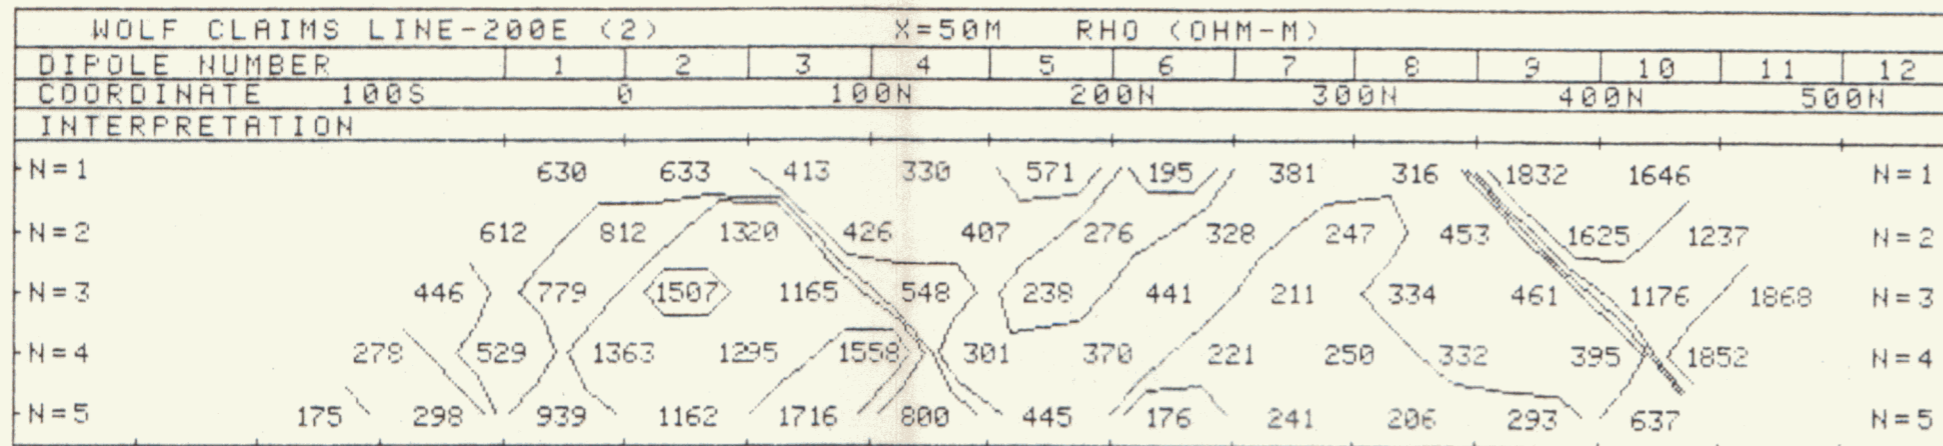 WOLF CLAIMS LINE-200E (2) X=50M RHO (OHM-M)
DIPOLE NUMBER 1 2 3 4 5 6 7 8 9 10 11 12
COORDINATE 100S 0 100N 200N 300N 400N 500N
INTERPRETATION
N=1 630 633 413 330 571 195 381 316 1832 1646 N=1
N=2 612 812 1320 426 407 276 328 247 453 1625 1237 N=2
N=3 446 779 1507 1165 548 238 441 211 334 461 1176 1868 N=3
N=4 278 529 1363 1295 1558 301 370 221 250 332 395 1852 N=4
N=5 175 298 939 1162 1716 800 445 176 241 206 293 637 N=5